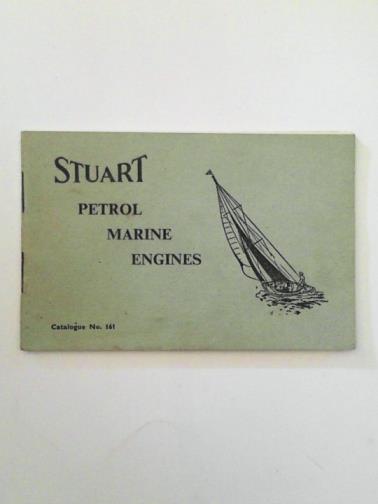 STUART
PETROL
MARINE
ENGINES
Catalogue No. 161